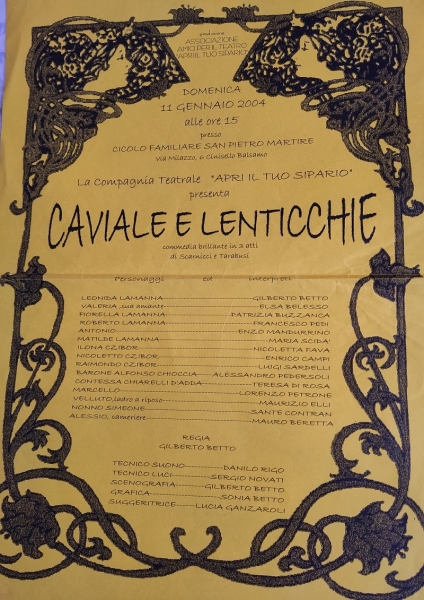 produzione
ASSOCIAZIONE
AMICI PER IL TEATRO
"APRI IL TUO SIPARIO"
DOMENICA
11 GENNAIO 2004
alle ore 15
presso
CICOLO FAMILIARE SAN PIETRO MARTIRE
via Milazzo, 6 Cinisello Balsamo
La Compagnia Teatrale "APRI IL TUO SIPARIO"
presenta
CAVIALE E LENTICCHIE
commedia brillante in 3 atti
di Scarnicci e Tarabusi
Personaggi ed interpreti
LEONIDA LAMANNA GILBERTO BETTO
VALERIA, sua amante ELSA BELESSO
FIORELLA LAMANNA PATRIZIA BUZZANCA
ROBERTO LAMANNA FRANCESCO PEDI
ANTONIO ENZO MANDURRINO
MATILDE LAMANNA MARIA SCIDA'
ILONA CZIBOR NICOLETTA FAVA
NICOLETTO CZIBOR ENRICO CAMPI
RAIMONDO CZIBOR LUIGI SARDELLI
BARONE ALFONSO CHIOCCIA ALESSANDRO PEDERSOLI
CONTESSA CHIARELLI D'ADDA TERESA DI ROSA
MARCELLO LORENZO PETRONE
VELLUTO, ladro a riposo MAURIZIO ELLI
NONNO SIMEONE SANTE CONTRAN
ALESSIO, cameriere MAURO BERETTA
REGIA
GILBERTO BETTO
TECNICO SUONO DANILO RIGO
TECNICO LUCI SERGIO NOVATI
SCENOGRAFIA GILBERTO BETTO
GRAFICA SONIA BETTO
SUGGERITRICE LUCIA GANZAROLI